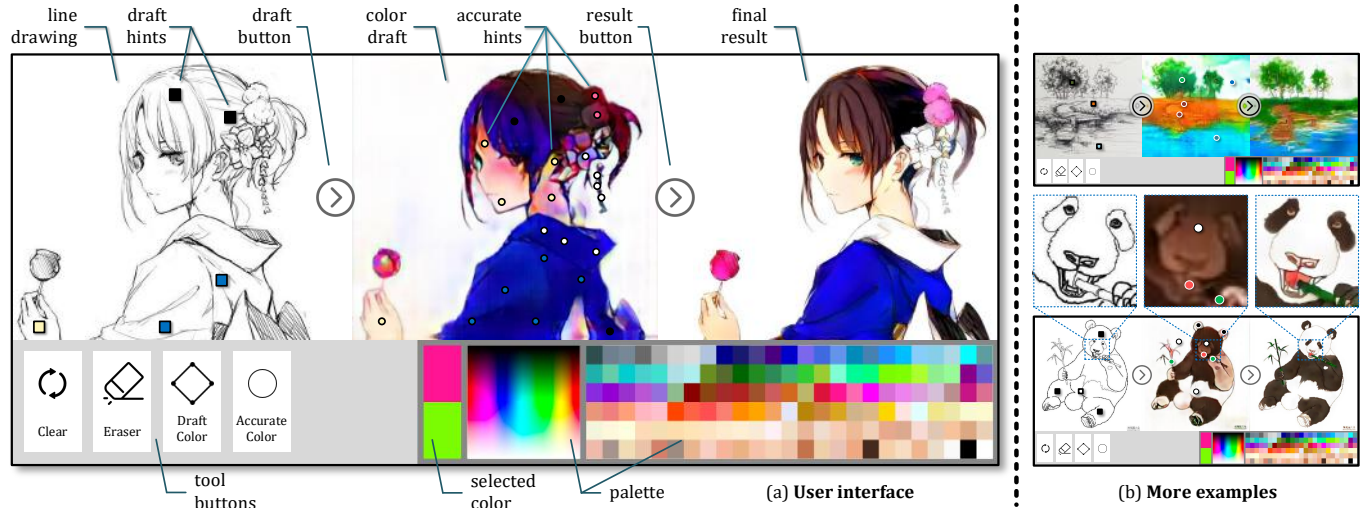 line
drawing
draft
hints
draft
button
color
draft
accurate
hints
result
button
final
result
Clear
Eraser
Draft
Color
Accurate
Color
tool
buttons
selected
color
palette
(a) User interface
(b) More examples